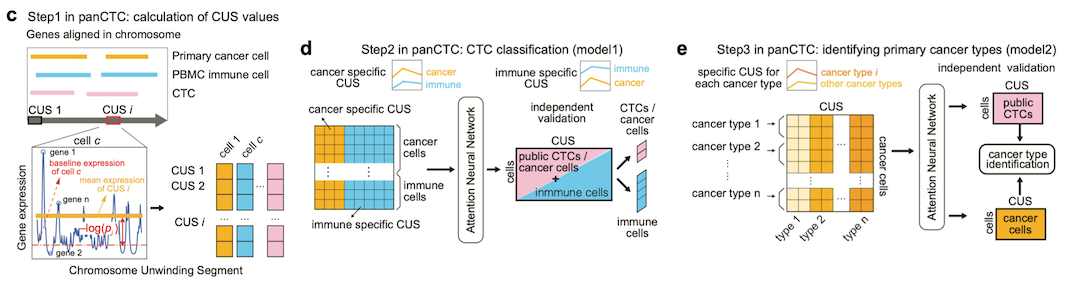 c Step1 in panCTC: calculation of CUS values
Genes aligned in chromosome
Primary cancer cell
PBMC immune cell
CTC
CUS 1
CUS i
cell c
gene 1
baseline expression
of cell c
mean expression
of CUS i
gene n
-log(p i)
gene 2
Gene expression
Chromosome Unwinding Segment
cell 1
cell c
CUS 1
CUS 2
...
CUS i
...
...
d Step2 in panCTC: CTC classification (model1)
cancer specific
CUS
cancer
immune
immune specific
CUS
immune
cancer
cancer specific CUS
cancer
cells
...
...
immune
cells
immune specific CUS
Attention Neural Network
independent
validation
CUS
cells
public CTCs /
cancer cells
+
immmune cells
CTCs /
cancer
cells
immune
cells
e Step3 in panCTC: identifying primary cancer types (model2)
specific CUS for
each cancer type
cancer type i
other cancer types
CUS
cancer type 1
cancer type 2
...
cancer type n
...
...
...
...
cancer cells
type 1
type 2
type n
Attention Neural Network
independent validation
CUS
cells
public
CTCs
cancer type
identification
CUS
cells
cancer
cells